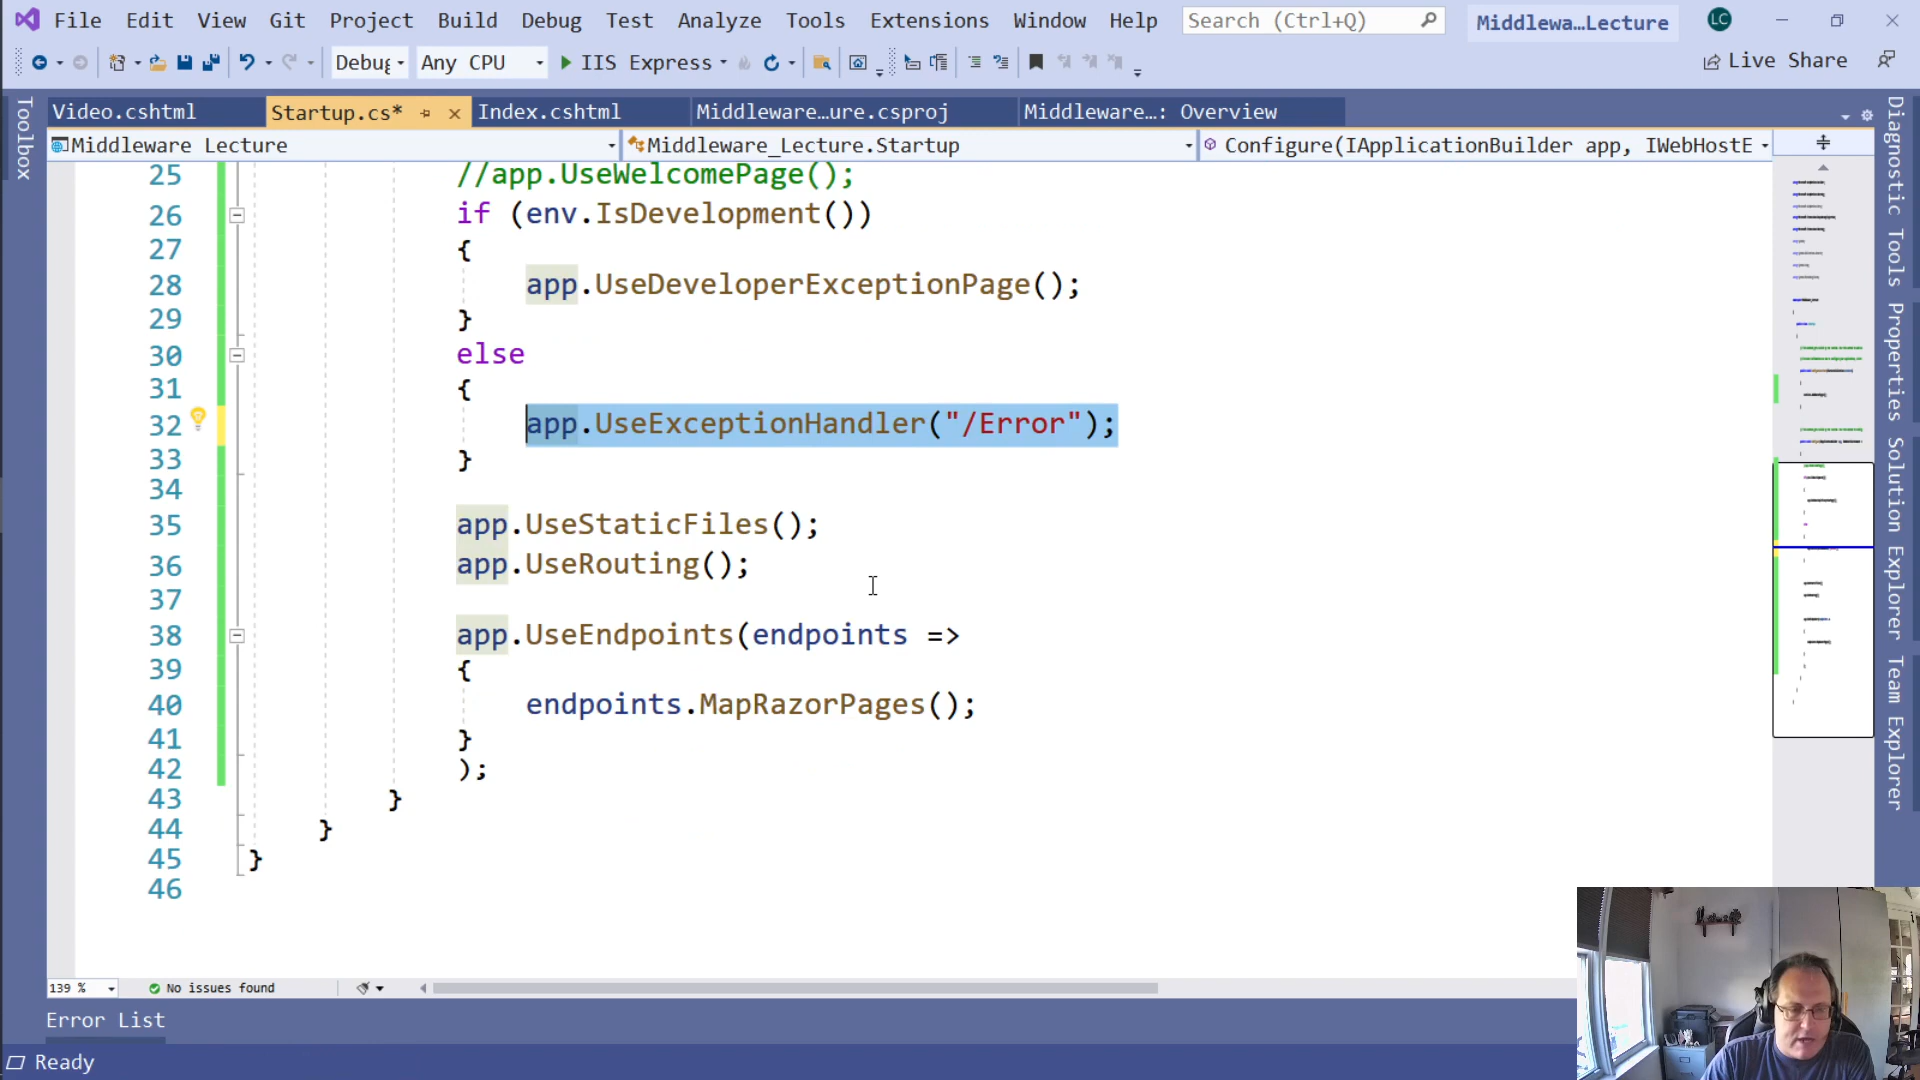 File Edit View Git Project Build Debug Test Analyze Tools Extensions Window Help Search (Ctrl+Q) Middlewa...Lecture LC
Debug Any CPU IIS Express Live Share
Video.cshtml Startup.cs* Index.cshtml Middleware...ure.csproj Middleware...: Overview
Middleware Lecture Middleware_Lecture.Startup Configure(IApplicationBuilder app, IWebHostE
Toolbox
25 //app.UseWelcomePage();
26 if (env.IsDevelopment())
27 {
28 app.UseDeveloperExceptionPage();
29 }
30 else
31 {
32 app.UseExceptionHandler("/Error");
33 }
34
35 app.UseStaticFiles();
36 app.UseRouting();
37
38 app.UseEndpoints(endpoints =>
39 {
40 endpoints.MapRazorPages();
41 }
42 );
43 }
44 }
45 }
46
Diagnostic Tools
Properties
Solution Explorer
Team Explorer
139 % No issues found
Error List
Ready